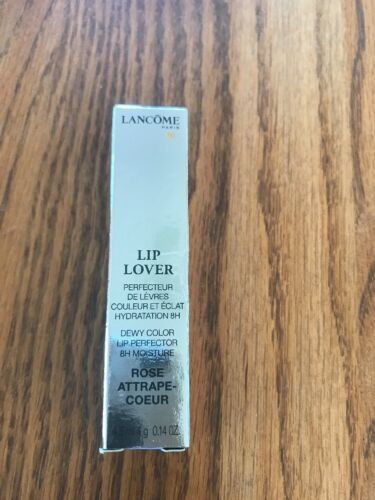 LANCÔME
PARIS
LIP
LOVER
PERFECTEUR
DE LÈVRES
COULEUR ET ÉCLAT
HYDRATATION 8H
DEWY COLOR
LIP PERFECTOR
8H MOISTURE
ROSE
ATTRAPE-
COEUR
g 0.14 OZ.